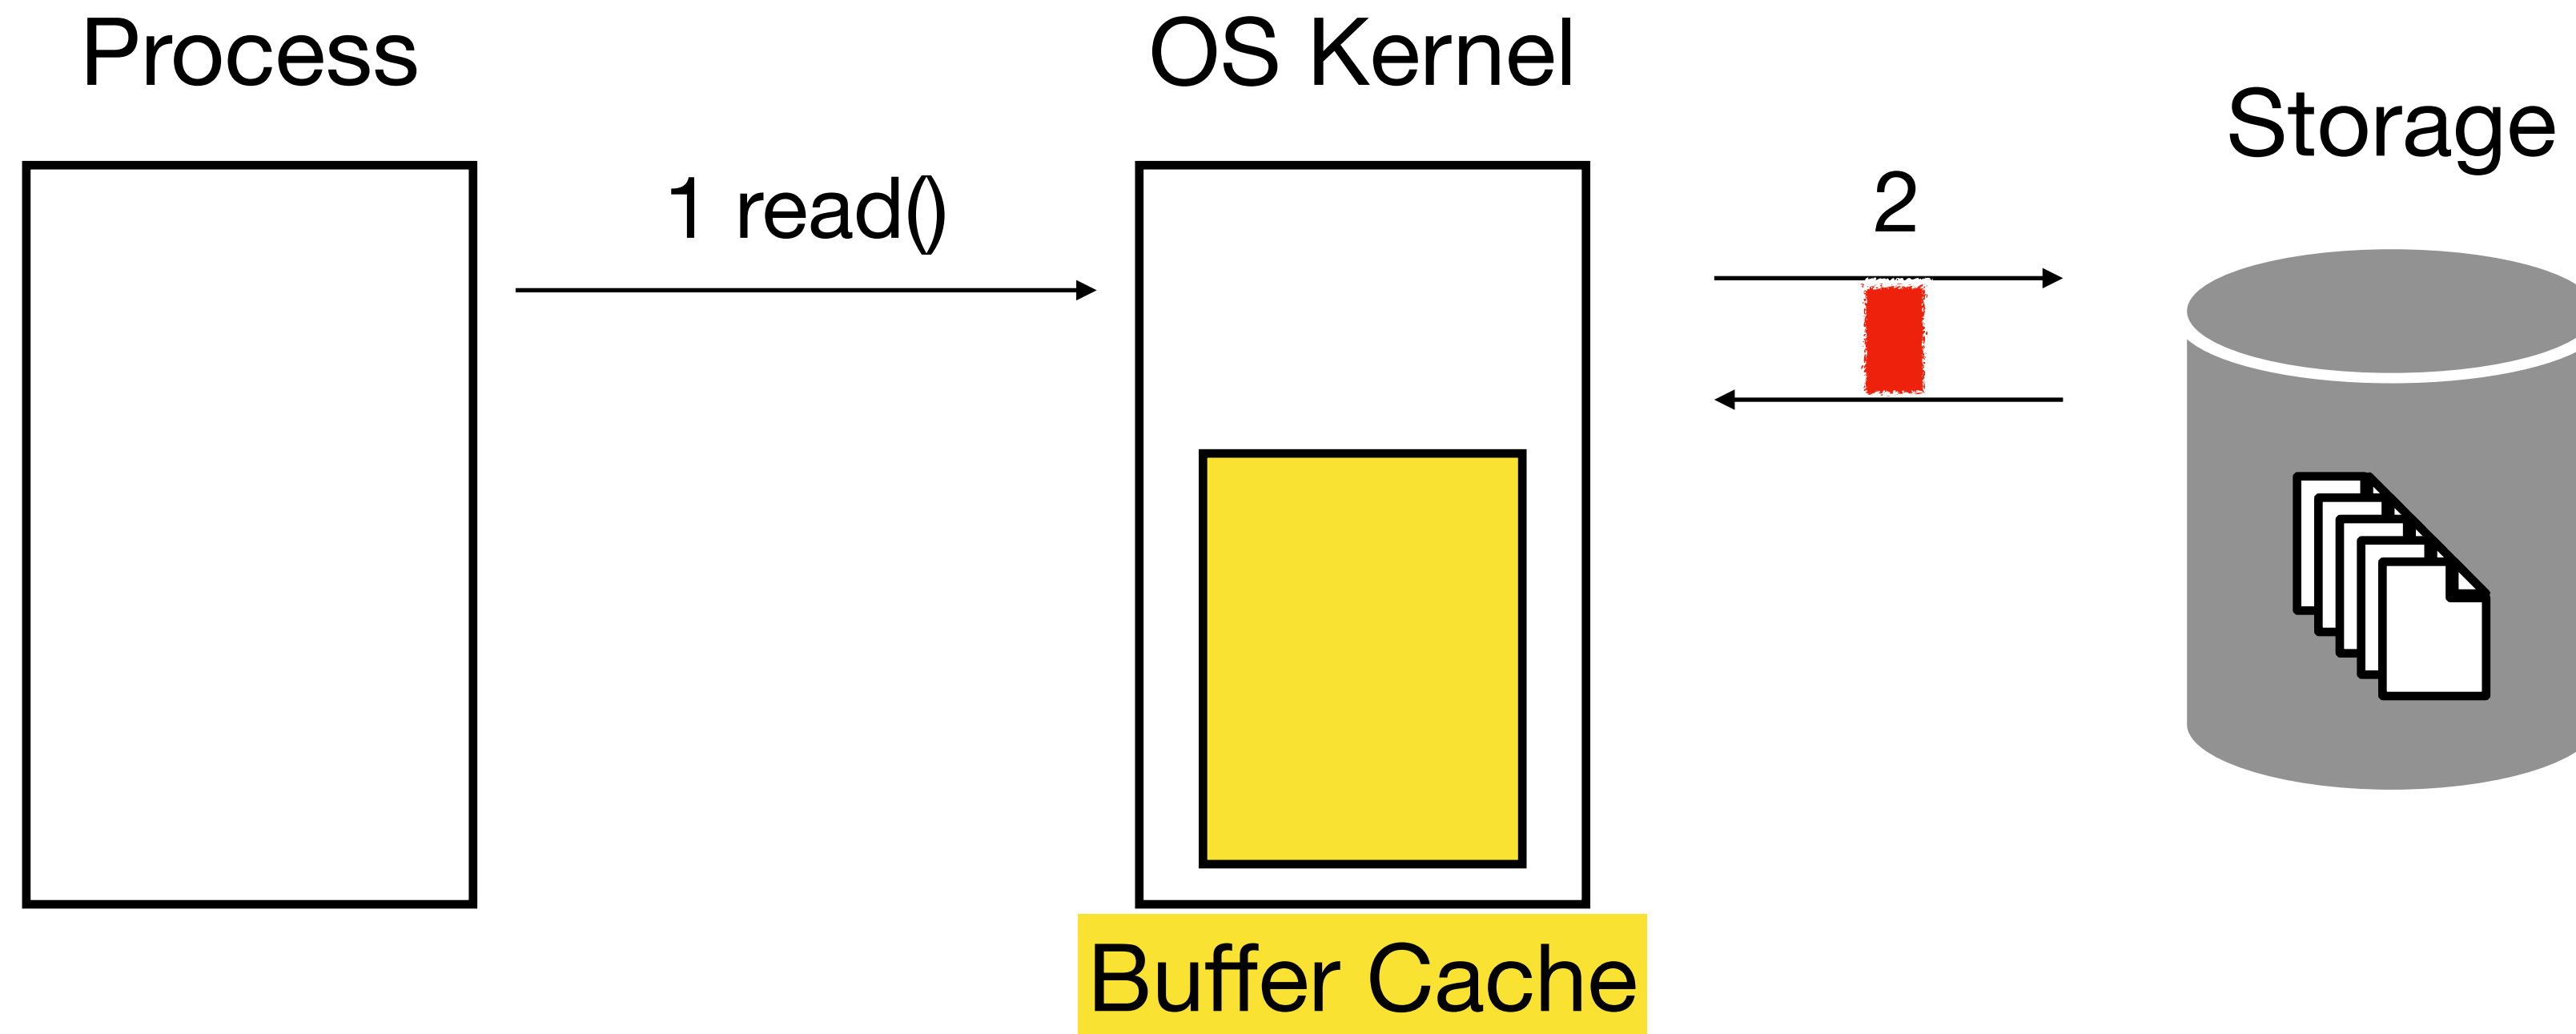 Process
OS Kernel
Storage
1 read()
2
Buffer Cache